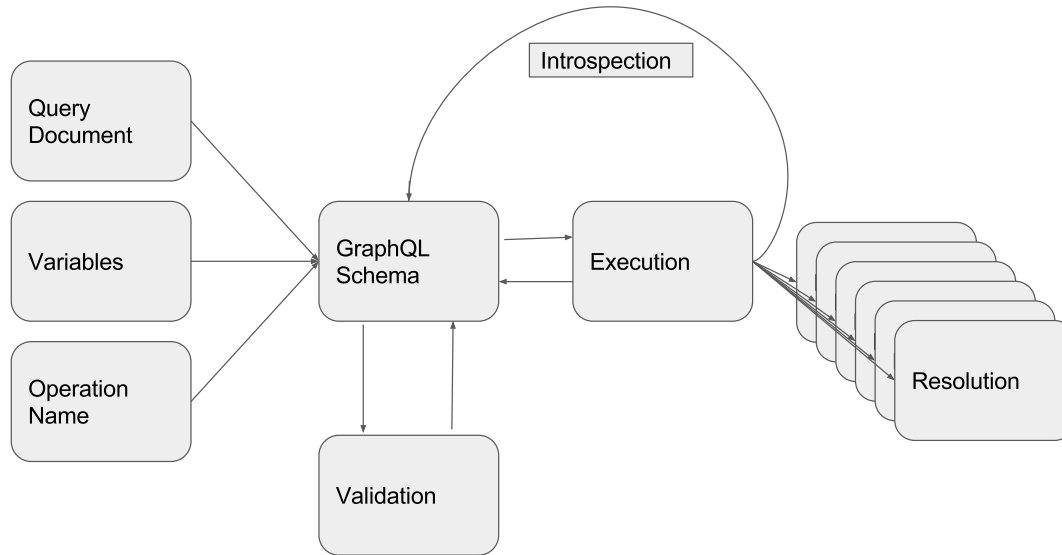 Introspection
Query
Document
Variables
Operation
Name
GraphQL
Schema
Execution
Validation
Resolution